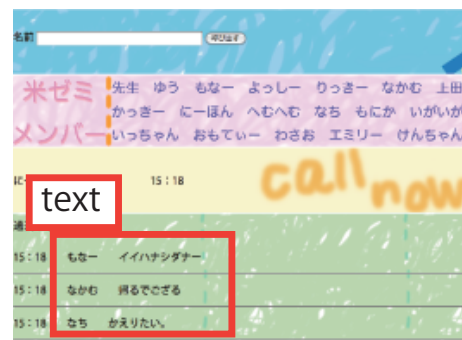 名前 呼び出す
米ゼミ
メンバー
先生 ゆう もなー よっしー りっきー なかむ 上田
かっきー にーほん へむへむ なち もにか いがいが
いっちゃん おもてぃー わさお エミリー けんちゃん
に 15:18
call now
text
過
15:18 もなー イイハナシダナー
15:18 なかむ 帰るでござる
15:18 なち かえりたい。